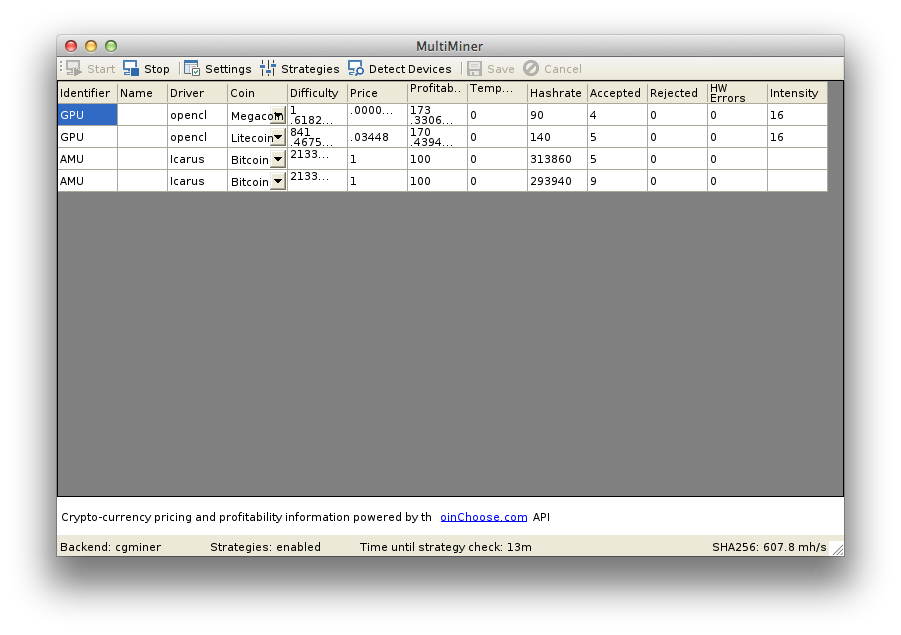 MultiMiner
Start Stop Settings Strategies Detect Devices Save Cancel
Identifier Name Driver Coin Difficulty Price Profitab.. Temp... Hashrate Accepted Rejected HW Errors Intensity
GPU opencl Megacoin 1.6182... .0000... 173.3306... 0 90 4 0 0 16
GPU opencl Litecoin 841.4675... .03448 170.4394... 0 140 5 0 0 16
AMU Icarus Bitcoin 2133... 1 100 0 313860 5 0 0
AMU Icarus Bitcoin 2133... 1 100 0 293940 9 0 0
Crypto-currency pricing and profitability information powered by th oinChoose.com API
Backend: cgminer Strategies: enabled Time until strategy check: 13m SHA256: 607.8 mh/s